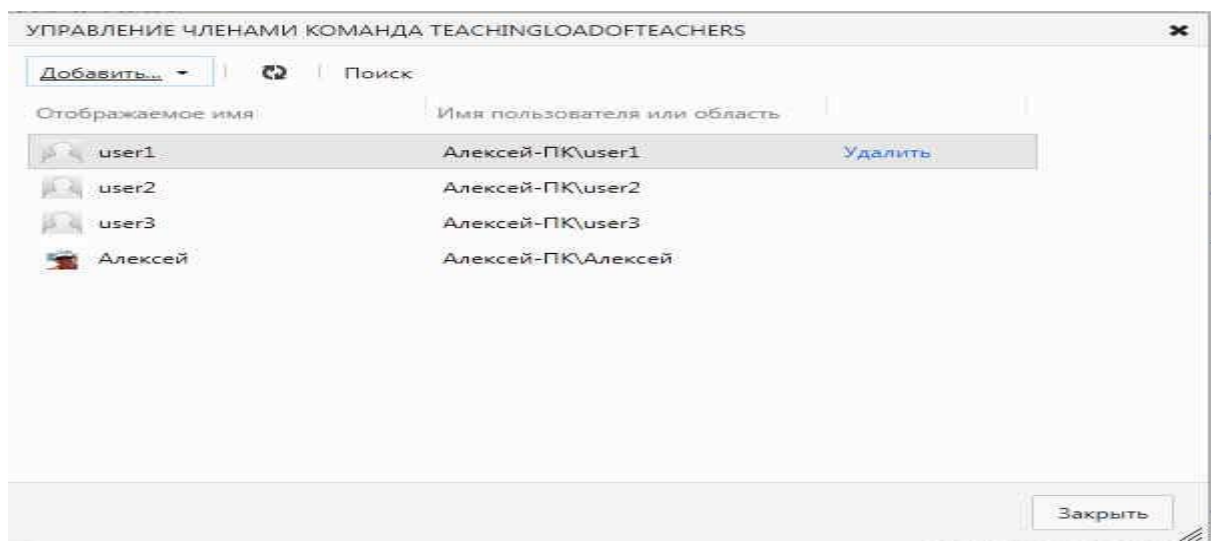 УПРАВЛЕНИЕ ЧЛЕНАМИ КОМАНДА TEACHINGLOADOFTEACHERS
Добавить... Поиск
Отображаемое имя Имя пользователя или область
user1 Алексей-ПК\user1 Удалить
user2 Алексей-ПК\user2
user3 Алексей-ПК\user3
Алексей Алексей-ПК\Алексей
Закрыть